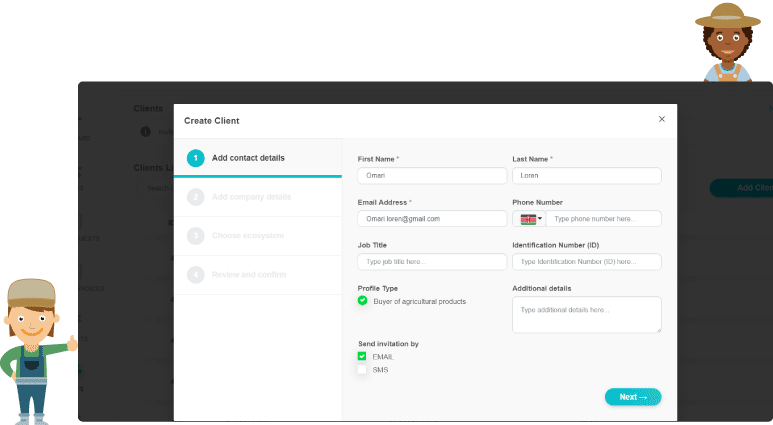 Clients
Create Client
×
1 Add contact details
2 Add company details
3 Choose ecosystem
4 Review and confirm
First Name *
Last Name *
Omari
Loren
Email Address *
Phone Number
Omari.loren@gmail.com
Type phone number here...
Job Title
Identification Number (ID)
Type job title here...
Type Identification Number (ID) here...
Profile Type
Additional details
Buyer of agricultural products
Type additional details here...
Send invitation by
EMAIL
SMS
Next →
Clients
Search
Add